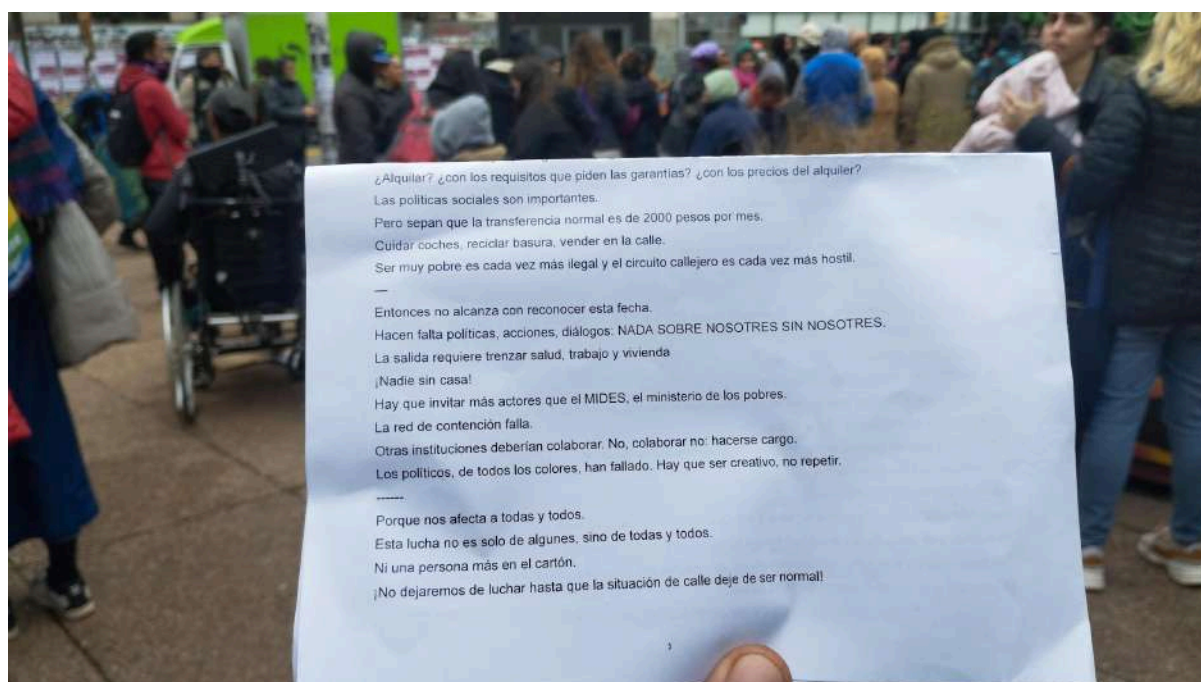 ¿Alquilar? ¿con los requisitos que piden las garantías? ¿con los precios del alquiler?
Las políticas sociales son importantes.
Pero sepan que la transferencia normal es de 2000 pesos por mes.
Cuidar coches, reciclar basura, vender en la calle.
Ser muy pobre es cada vez más ilegal y el circuito callejero es cada vez más hostil.
—
Entonces no alcanza con reconocer esta fecha.
Hacen falta políticas, acciones, diálogos: NADA SOBRE NOSOTRES SIN NOSOTRES.
La salida requiere trenzar salud, trabajo y vivienda
¡Nadie sin casa!
Hay que invitar más actores que el MIDES, el ministerio de los pobres.
La red de contención falla.
Otras instituciones deberían colaborar. No, colaborar no: hacerse cargo.
Los políticos, de todos los colores, han fallado. Hay que ser creativo, no repetir.
------
Porque nos afecta a todas y todos.
Esta lucha no es solo de algunes, sino de todas y todos.
Ni una persona más en el cartón.
¡No dejaremos de luchar hasta que la situación de calle deje de ser normal!
3